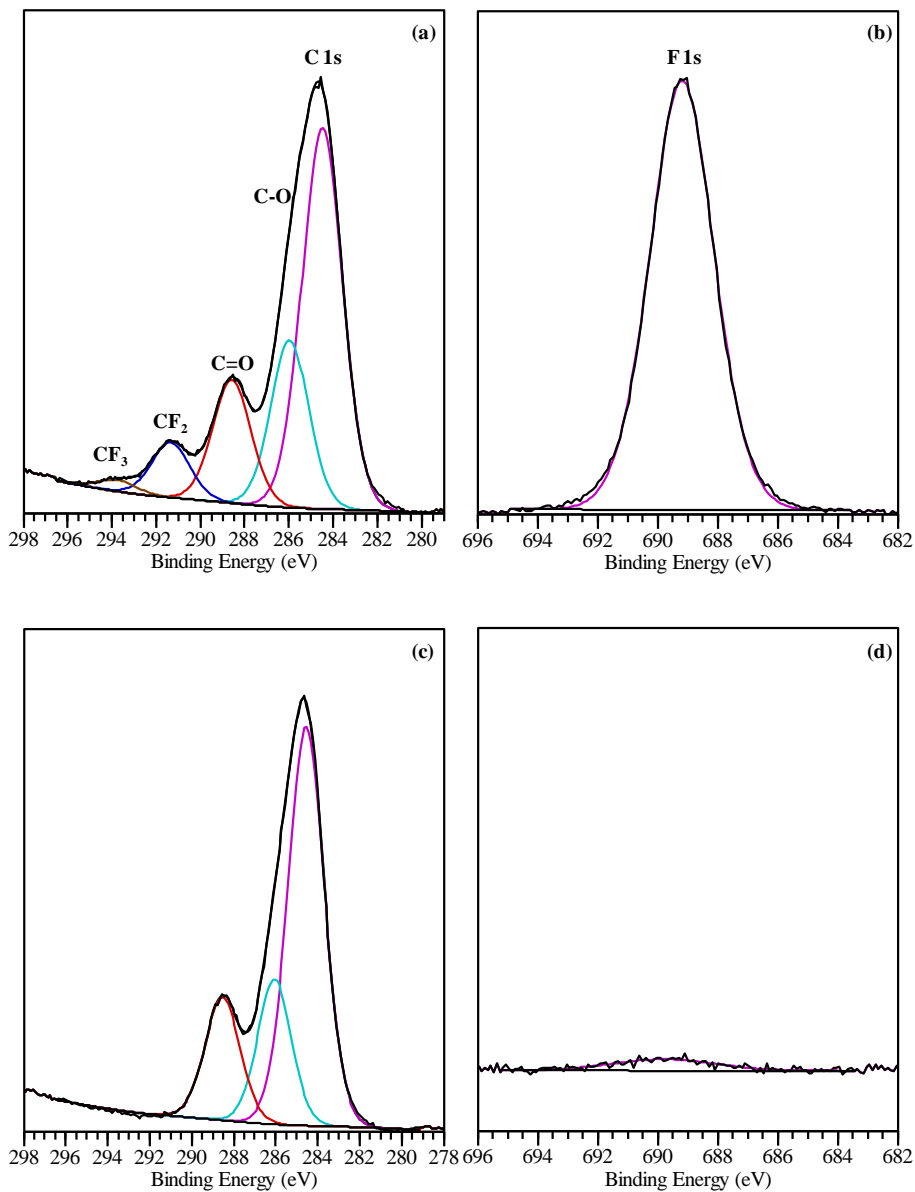 (a)
C 1s
C-O
C=O
CF2
CF3
298 296 294 292 290 288 286 284 282 280
Binding Energy (eV)
(b)
F 1s
696 694 692 690 688 686 684 682
Binding Energy (eV)
(c)
298 296 294 292 290 288 286 284 282 280 278
Binding Energy (eV)
(d)
696 694 692 690 688 686 684 682
Binding Energy (eV)